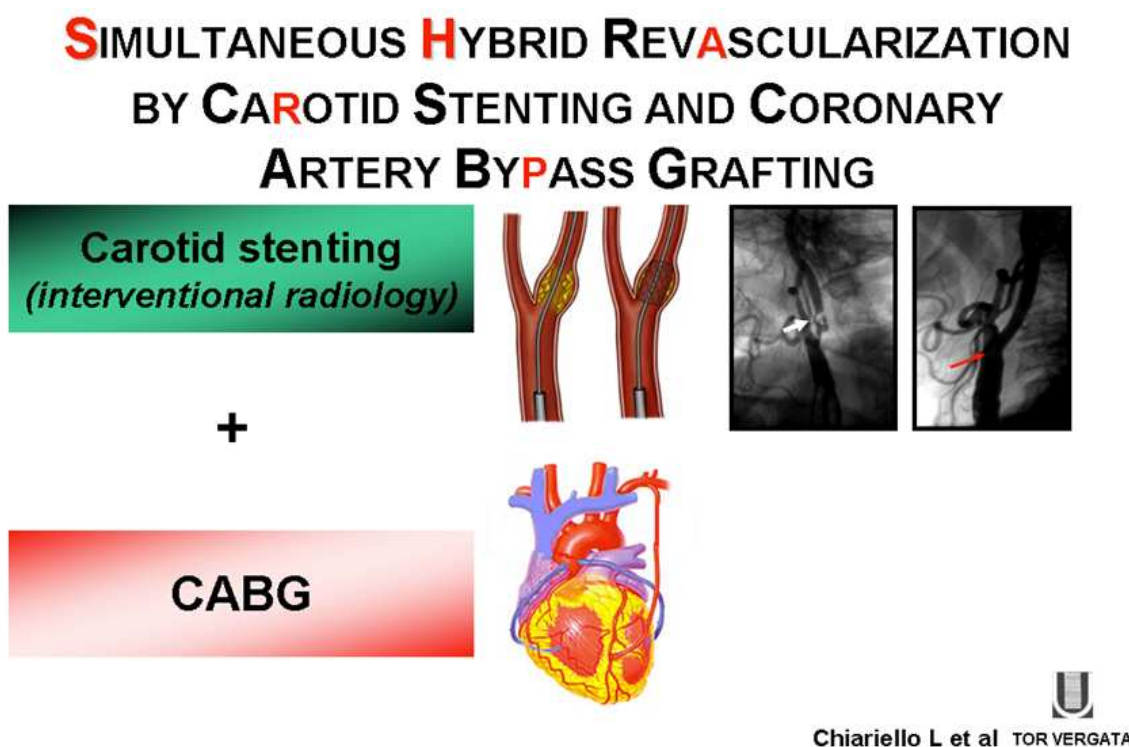 SIMULTANEOUS HYBRID REVASCULARIZATION
BY CAROTID STENTING AND CORONARY
ARTERY BYPASS GRAFTING
Carotid stenting
(interventional radiology)
+
CABG
Chiariello L et al TOR VERGATA